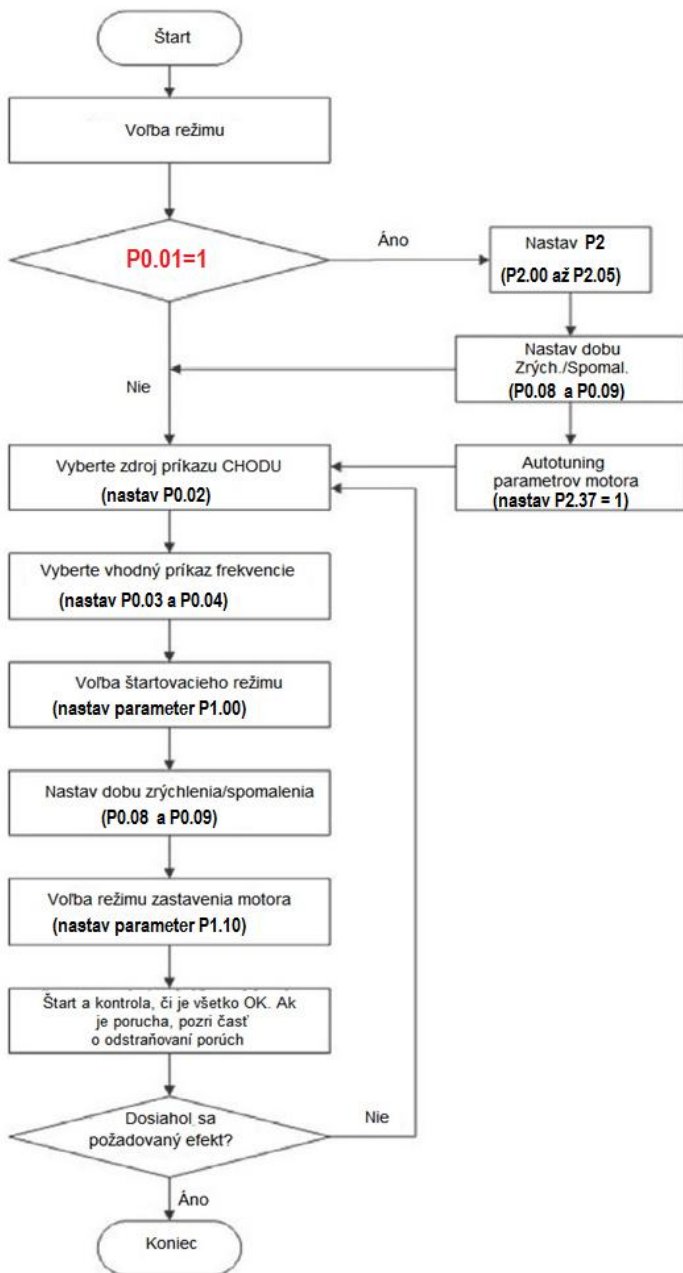 Štart
Voľba režimu
P0.01=1
Áno
Nastav P2
(P2.00 až P2.05)
Nastav dobu
Zrých./Spomal.
(P0.08 a P0.09)
Nie
Vyberte zdroj príkazu CHODU
(nastav P0.02)
Autotuning
parametrov motora
(nastav P2.37 = 1)
Vyberte vhodný príkaz frekvencie
(nastav P0.03 a P0.04)
Voľba štartovacieho režimu
(nastav parameter P1.00)
Nastav dobu zrýchlenia/spomalenia
(P0.08 a P0.09)
Voľba režimu zastavenia motora
(nastav parameter P1.10)
Štart a kontrola, či je všetko OK. Ak
je porucha, pozri časť
o odstraňovaní porúch
Dosiahol sa
požadovaný efekt?
Nie
Áno
Koniec